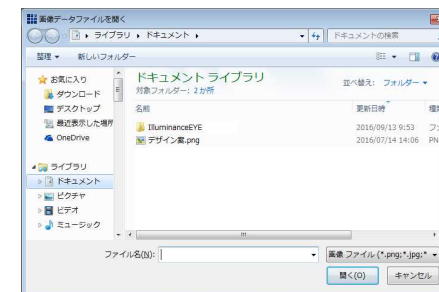 画像データファイルを開く
ライブラリ ▸ ドキュメント ▸
ドキュメントの検索
整理 ▾ 新しいフォルダー
お気に入り
ダウンロード
デスクトップ
最近表示した場所
OneDrive
ライブラリ
ドキュメント
ピクチャ
ビデオ
ミュージック
ドキュメント ライブラリ
対象フォルダー: 2か所
並べ替え: フォルダー ▾
名前 更新日時 種
IlluminanceEYE 2016/09/13 9:53 フ
デザイン案.png 2016/07/14 14:06 PN
ファイル名(N):
画像 ファイル (*.png;*.jpg;*
開く(O) キャンセル